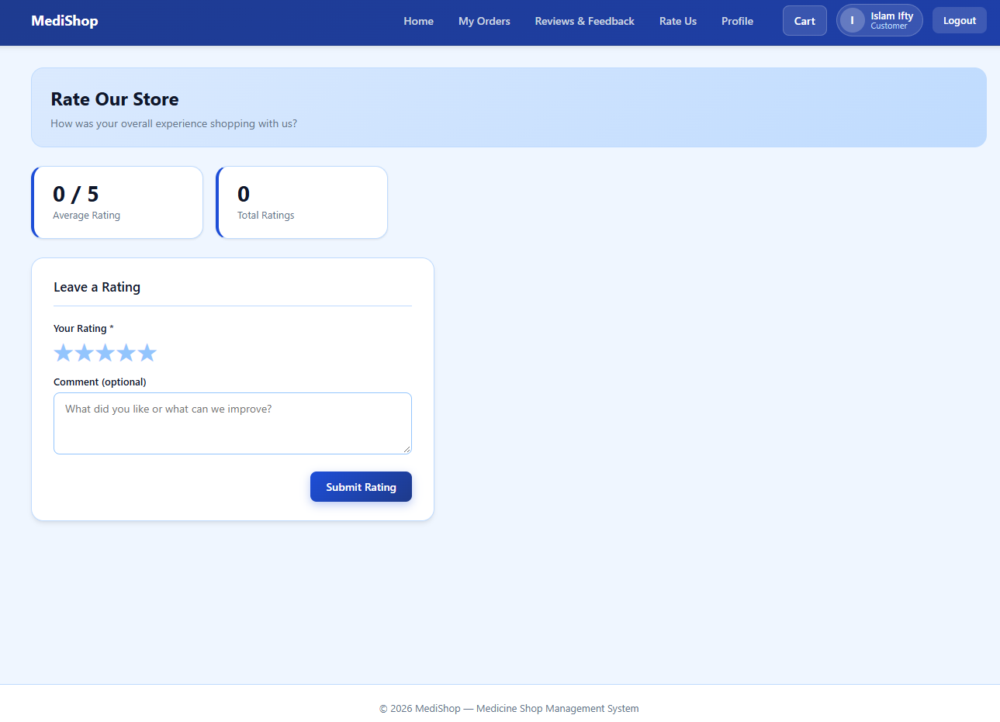 MediShop
Home
My Orders
Reviews & Feedback
Rate Us
Profile
Cart
I
Islam Ifty
Customer
Logout
Rate Our Store
How was your overall experience shopping with us?
0 / 5
Average Rating
0
Total Ratings
Leave a Rating
Your Rating *
★★★★★
Comment (optional)
What did you like or what can we improve?
Submit Rating
© 2026 MediShop — Medicine Shop Management System